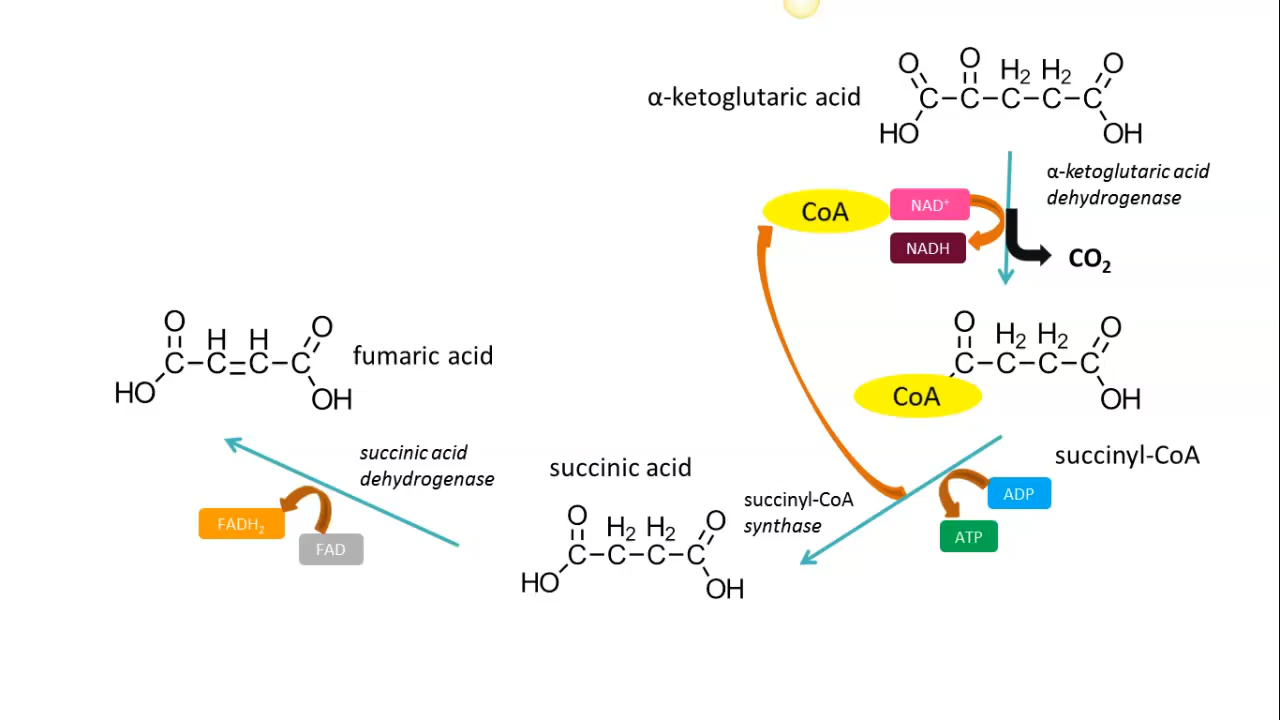 α-ketoglutaric acid
O O H₂ H₂ O
C–C–C–C–C
HO OH
α-ketoglutaric acid
dehydrogenase
CoA
NAD⁺
NADH
CO₂
O H₂ H₂ O
C–C–C–C
CoA
OH
succinyl-CoA
ADP
ATP
succinyl-CoA
synthase
succinic acid
O H₂ H₂ O
C–C–C–C
HO OH
succinic acid
dehydrogenase
FADH₂
FAD
fumaric acid
O H H O
C–C=C–C
HO OH